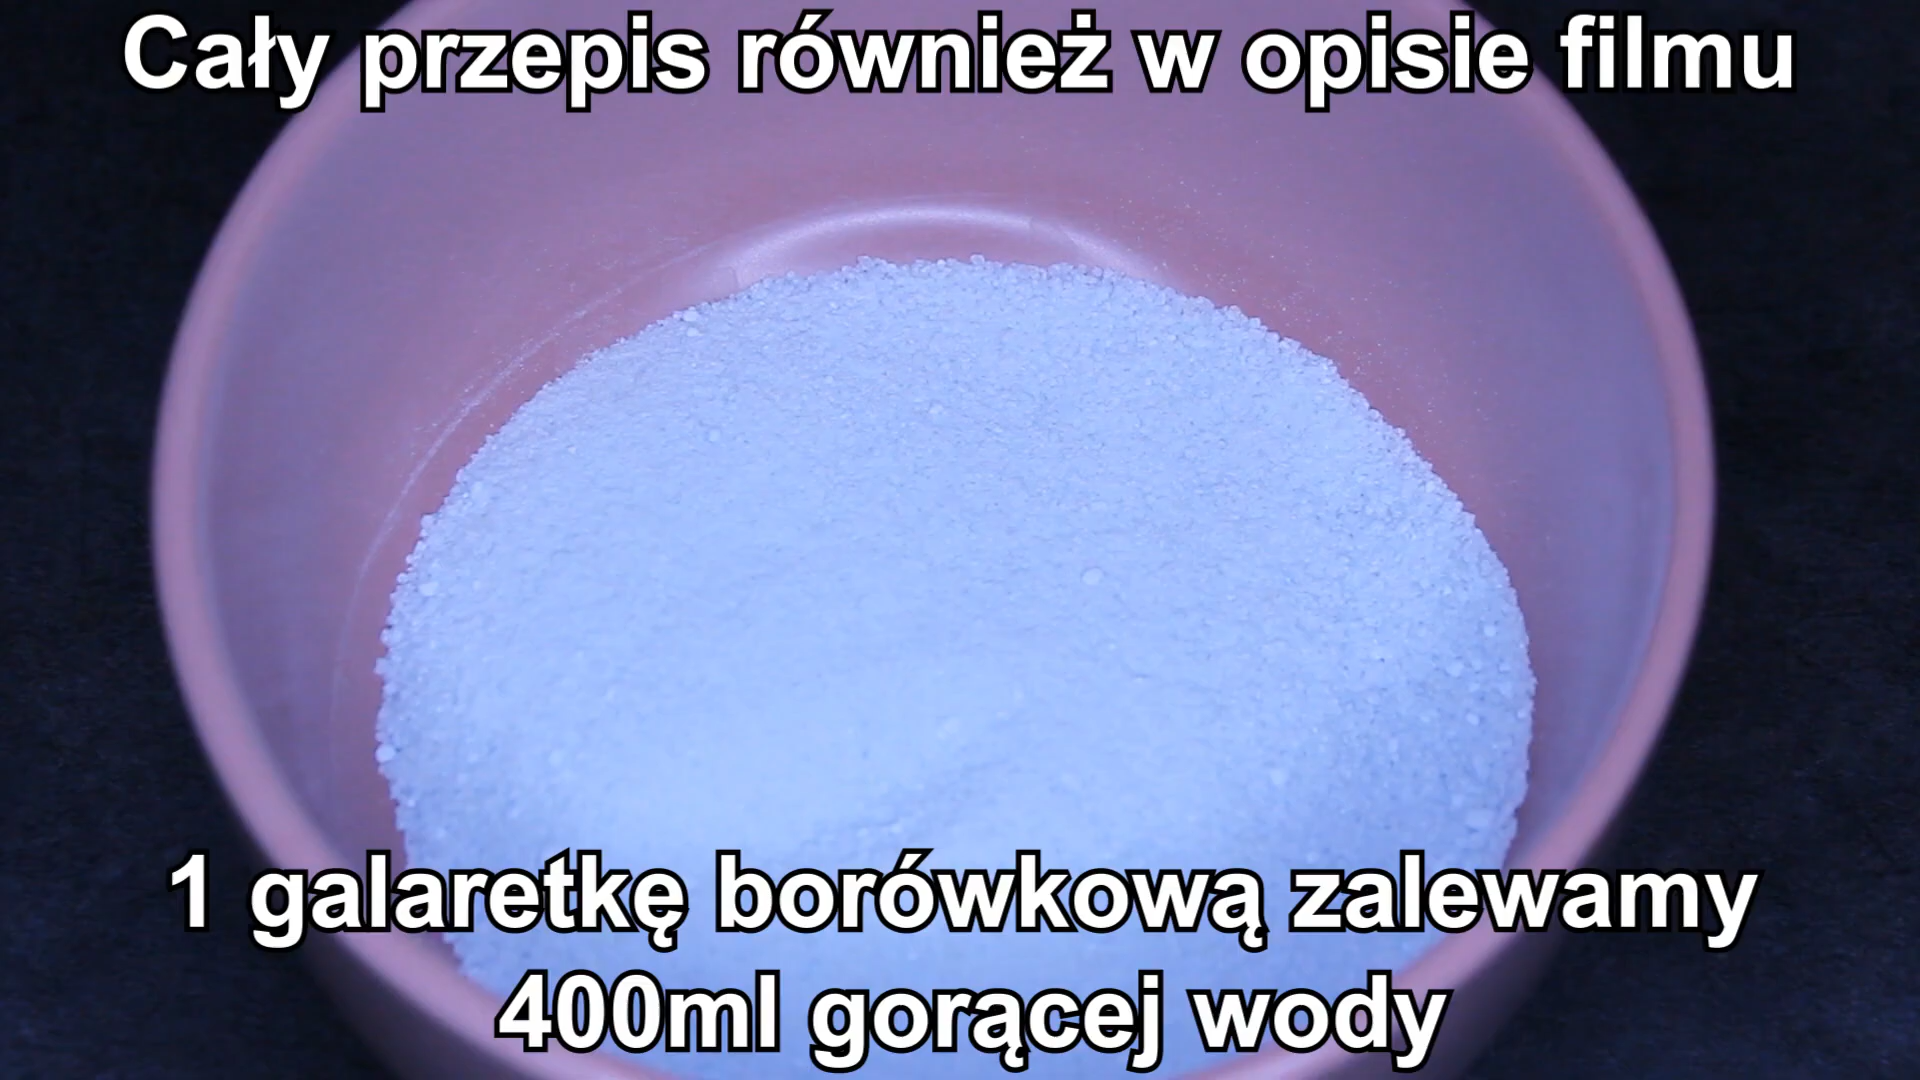 Cały przepis również w opisie filmu
1 galaretkę borówkową zalewamy
400ml gorącej wody